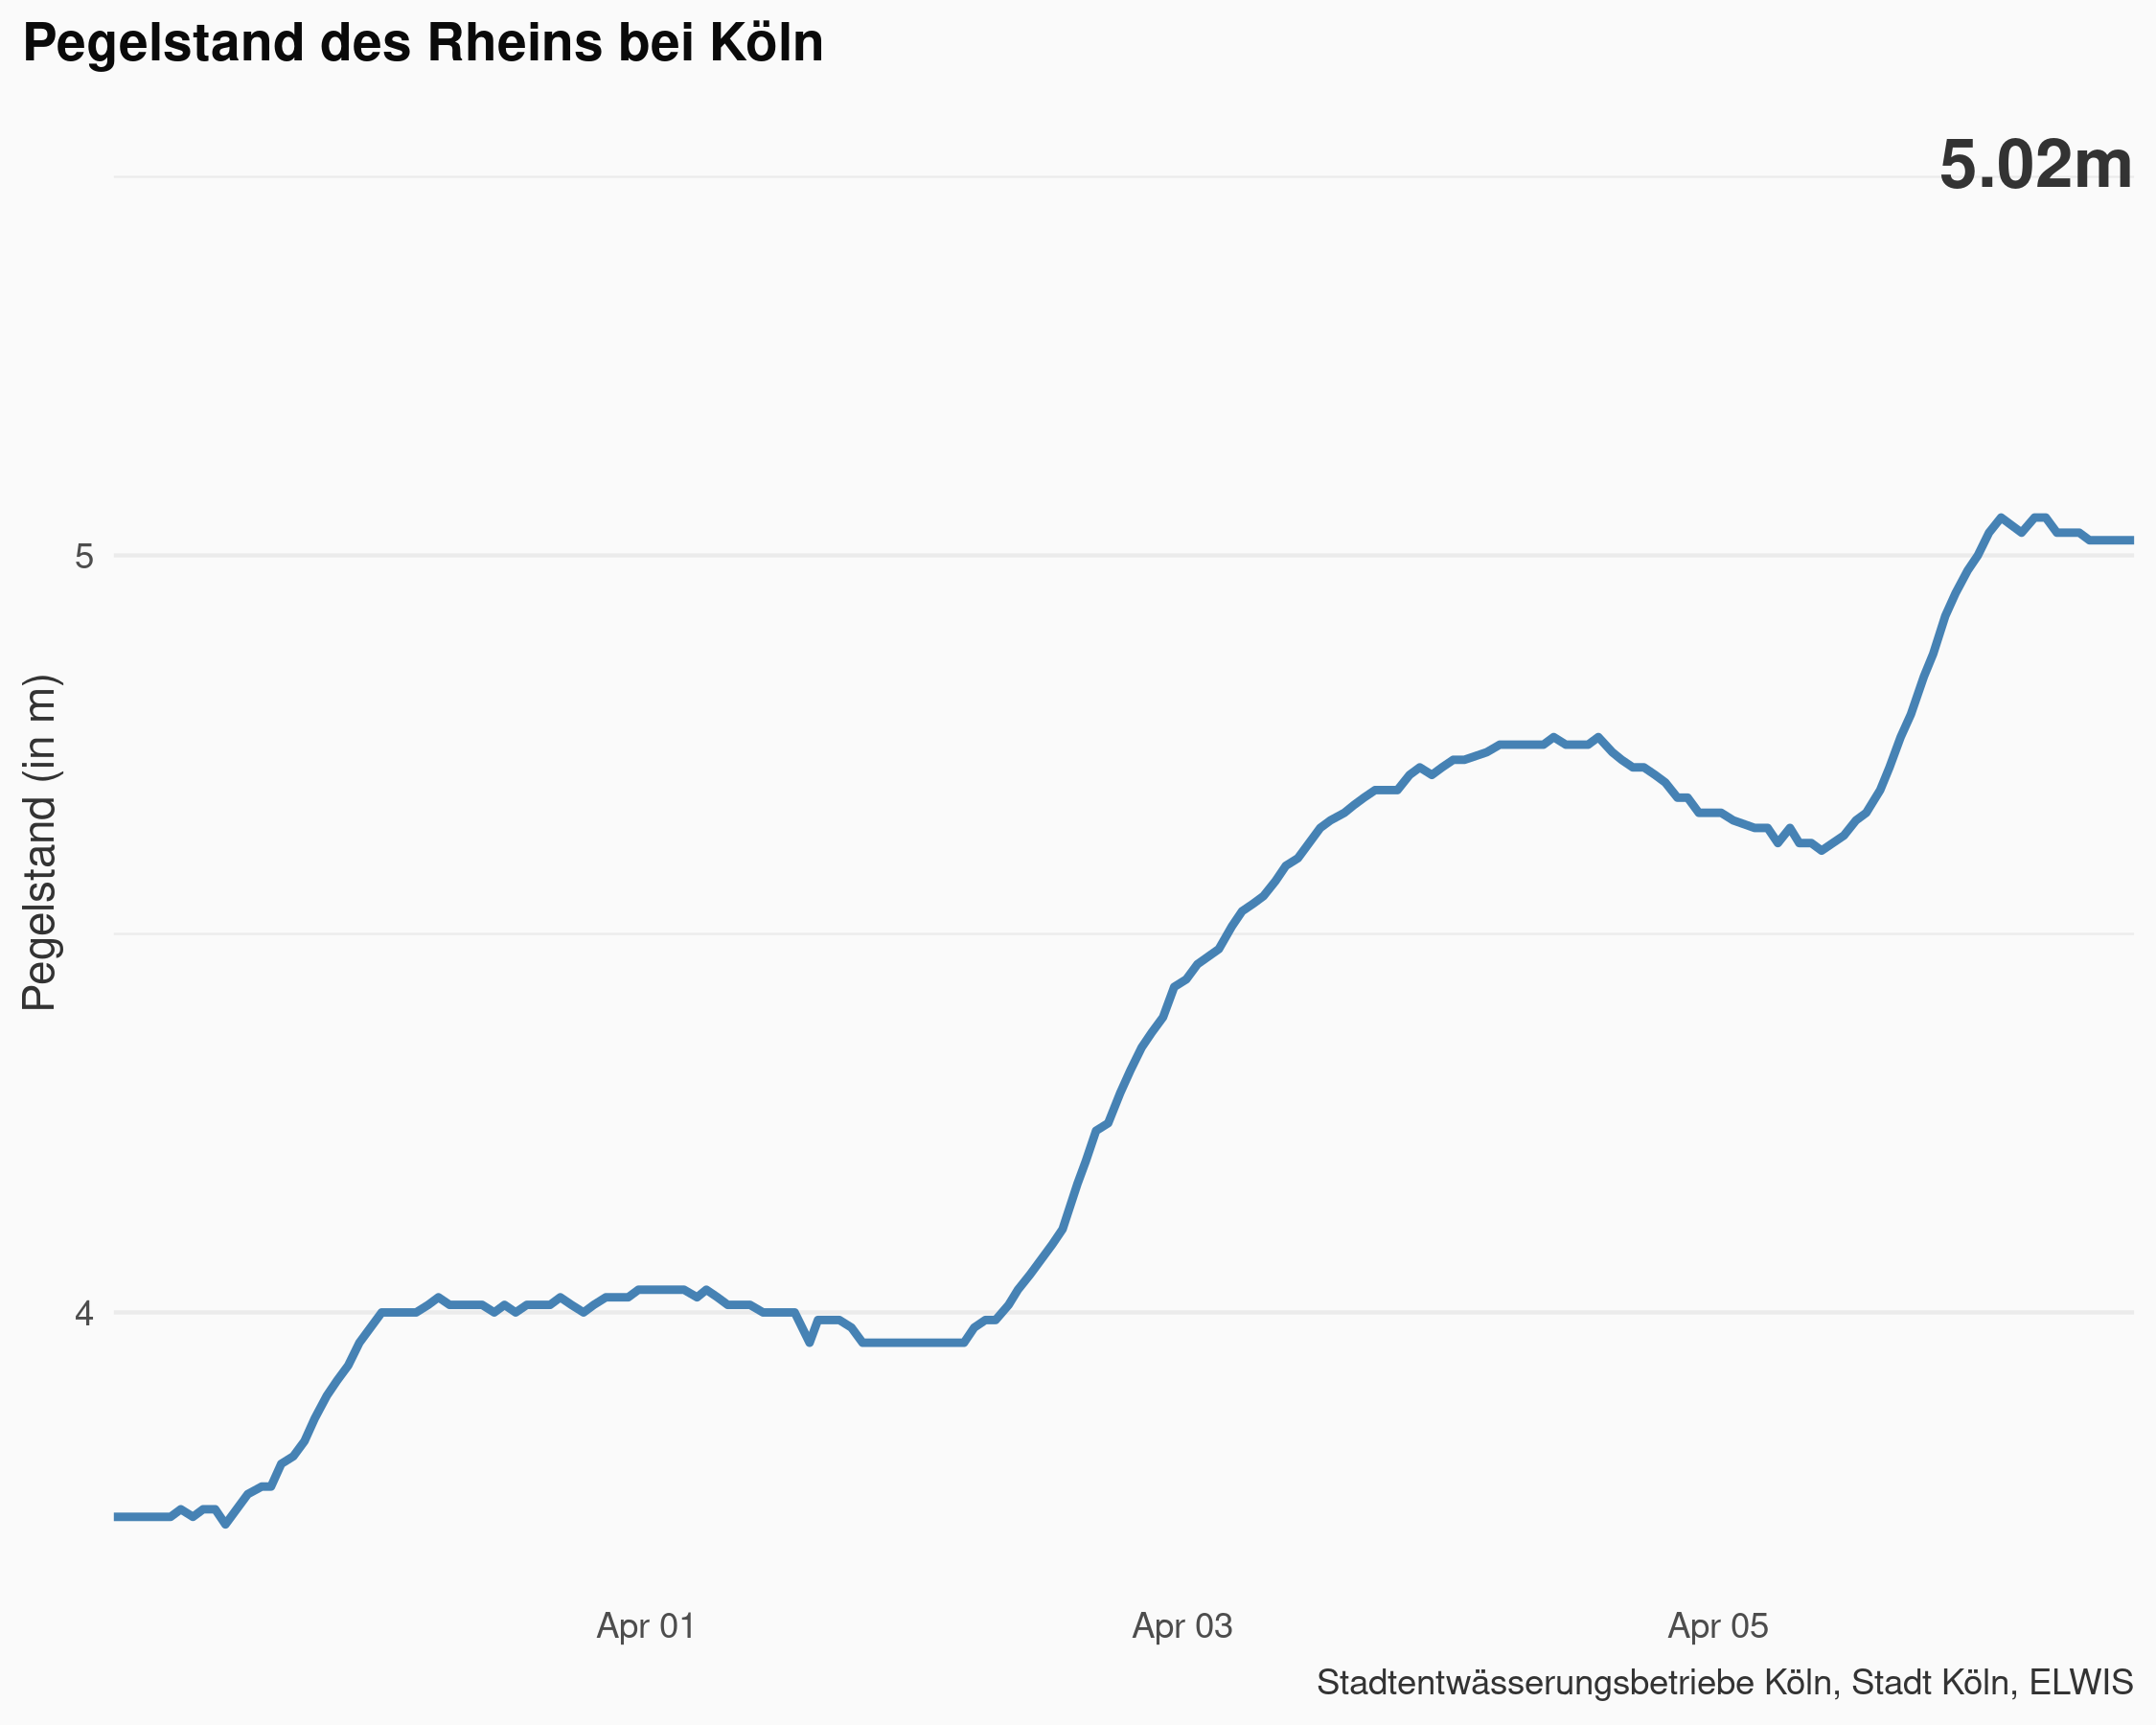 Pegelstand des Rheins bei Köln
5.02m
Pegelstand (in m)
5
4
Apr 01
Apr 03
Apr 05
Stadtentwässerungsbetriebe Köln, Stadt Köln, ELWIS